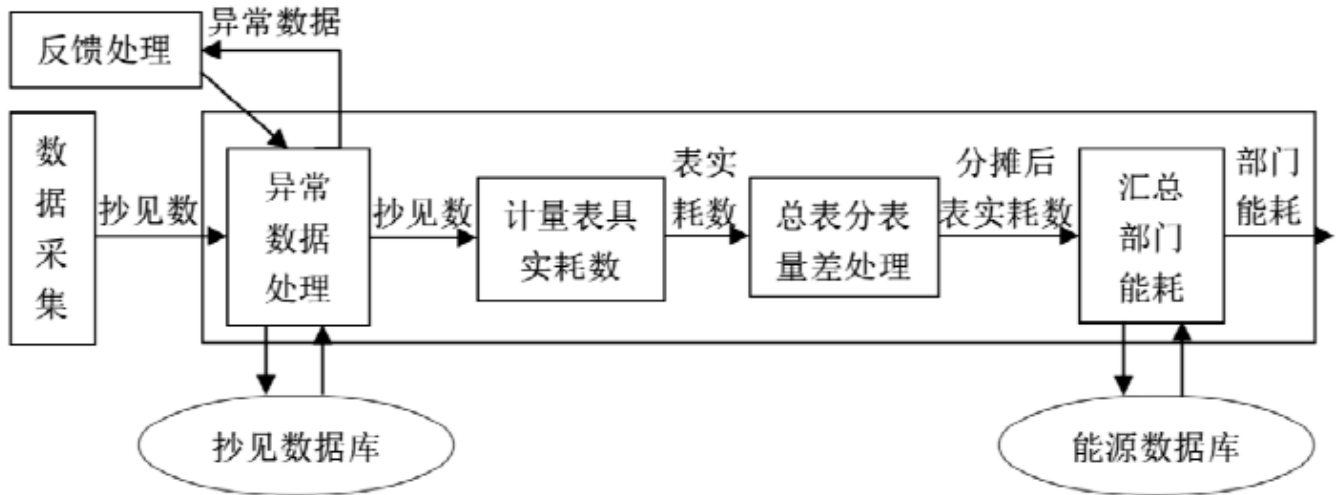 异常数据
反馈处理
数
据
采
集
抄见数
异常
数据
处理
抄见数
计量表具
实耗数
表实
耗数
总表分表
量差处理
分摊后
表实耗数
汇总
部门
能耗
部门
能耗
抄见数据库
能源数据库